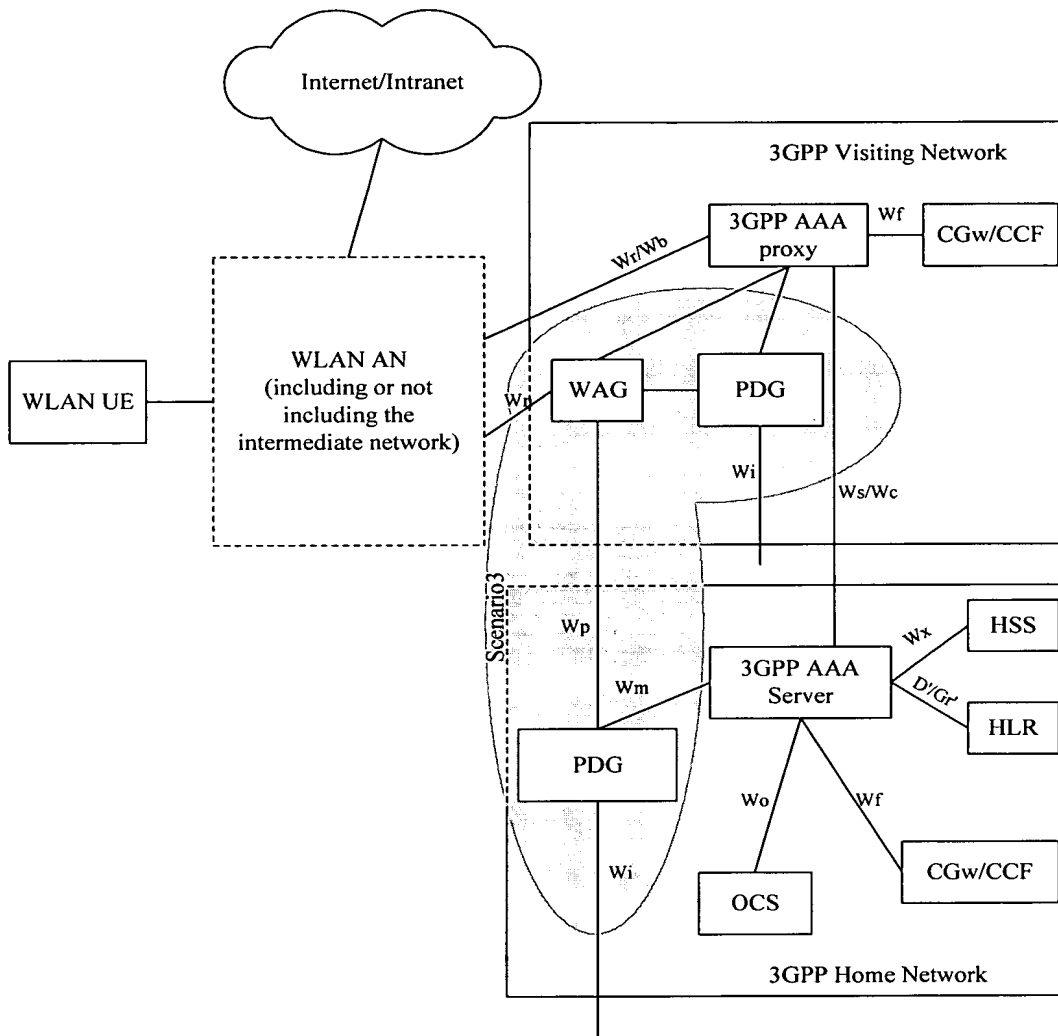 Internet/Intranet
3GPP Visiting Network
3GPP AAA
proxy
Wf
CGw/CCF
Wr/Wb
WLAN UE
WLAN AN
(including or not
including the
intermediate network)
Wn
WAG
PDG
Wi
Ws/Wc
Scenario3
Wp
Wm
3GPP AAA
Server
Wx
HSS
D'/Gr'
HLR
PDG
Wo
Wf
Wi
OCS
CGw/CCF
3GPP Home Network